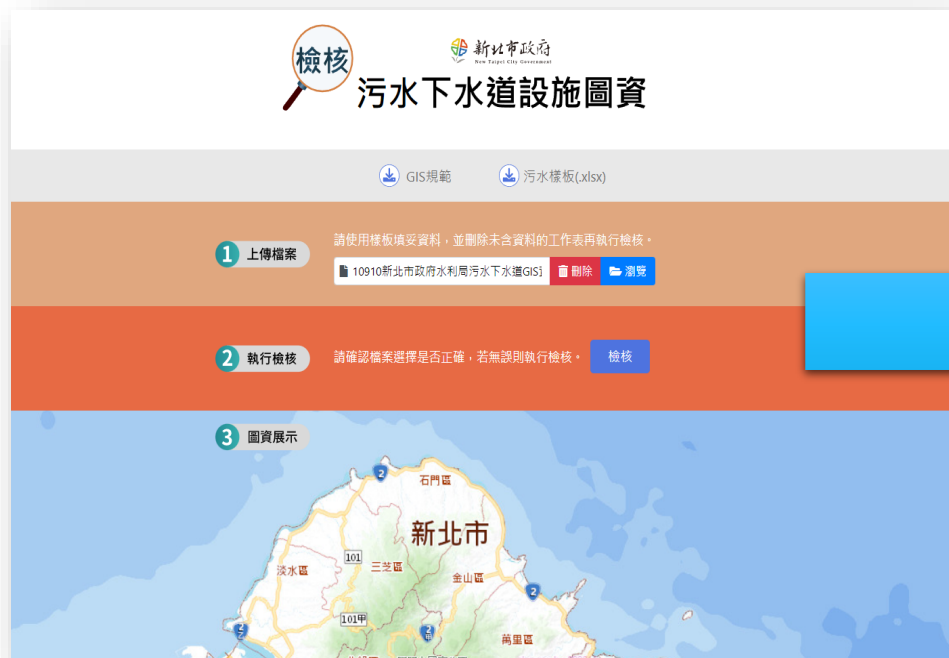 檢核
新北市政府
New Taipei City Government
污水下水道設施圖資
GIS規範
污水樣板(.xlsx)
1 上傳檔案
請使用樣板填妥資料，並刪除未含資料的工作表再執行檢核。
10910新北市政府水利局污水下水道GIS
刪除
瀏覽
2 執行檢核
請確認檔案選擇是否正確，若無誤則執行檢核。
檢核
3 圖資展示
2
石門區
新北市
101
三芝區
淡水區
金山區
2
101甲
2乙
2甲
萬里區